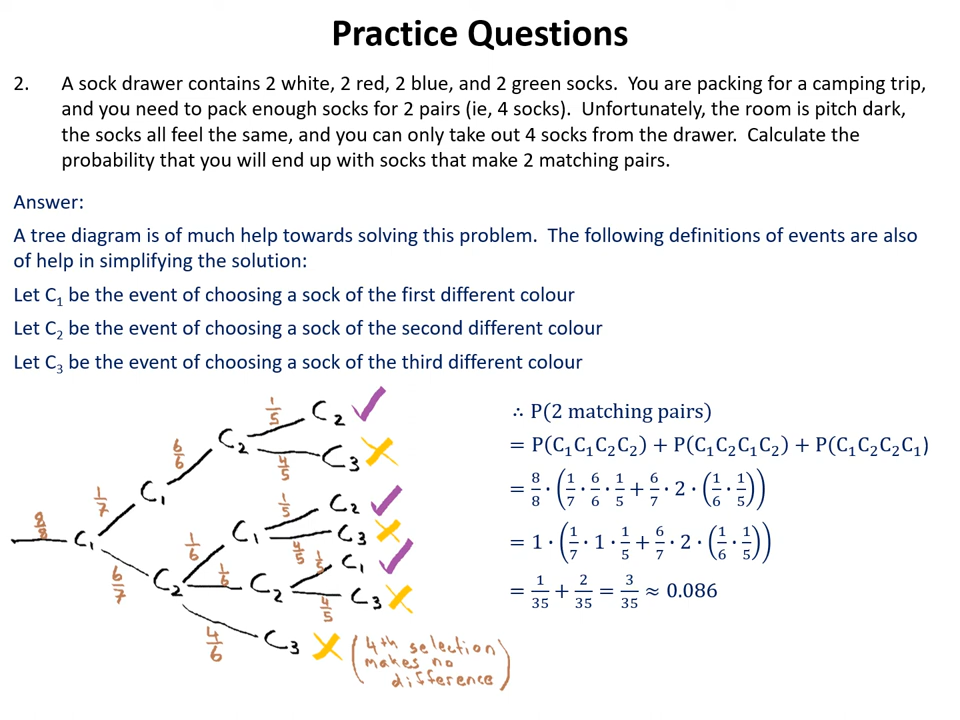 Practice Questions
2. A sock drawer contains 2 white, 2 red, 2 blue, and 2 green socks. You are packing for a camping trip,
and you need to pack enough socks for 2 pairs (ie, 4 socks). Unfortunately, the room is pitch dark,
the socks all feel the same, and you can only take out 4 socks from the drawer. Calculate the
probability that you will end up with socks that make 2 matching pairs.
Answer:
A tree diagram is of much help towards solving this problem. The following definitions of events are also
of help in simplifying the solution:
Let C₁ be the event of choosing a sock of the first different colour
Let C₂ be the event of choosing a sock of the second different colour
Let C₃ be the event of choosing a sock of the third different colour
8/8 C₁
1/7 C₁
6/6 C₂
1/5 C₂ ✓
4/5 C₃ ✗
6/7 C₂
1/6 C₁
1/5 C₂ ✓
4/5 C₃ ✗
1/6 C₂
1/5 C₁ ✓
4/5 C₃ ✗
4/6 C₃ ✗
(4th selection
makes no
difference)
∴ P(2 matching pairs)
= P(C₁C₁C₂C₂) + P(C₁C₂C₁C₂) + P(C₁C₂C₂C₁)
= 8/8 · (1/7 · 6/6 · 1/5 + 6/7 · 2 · (1/6 · 1/5))
= 1 · (1/7 · 1 · 1/5 + 6/7 · 2 · (1/6 · 1/5))
= 1/35 + 2/35 = 3/35 ≈ 0.086